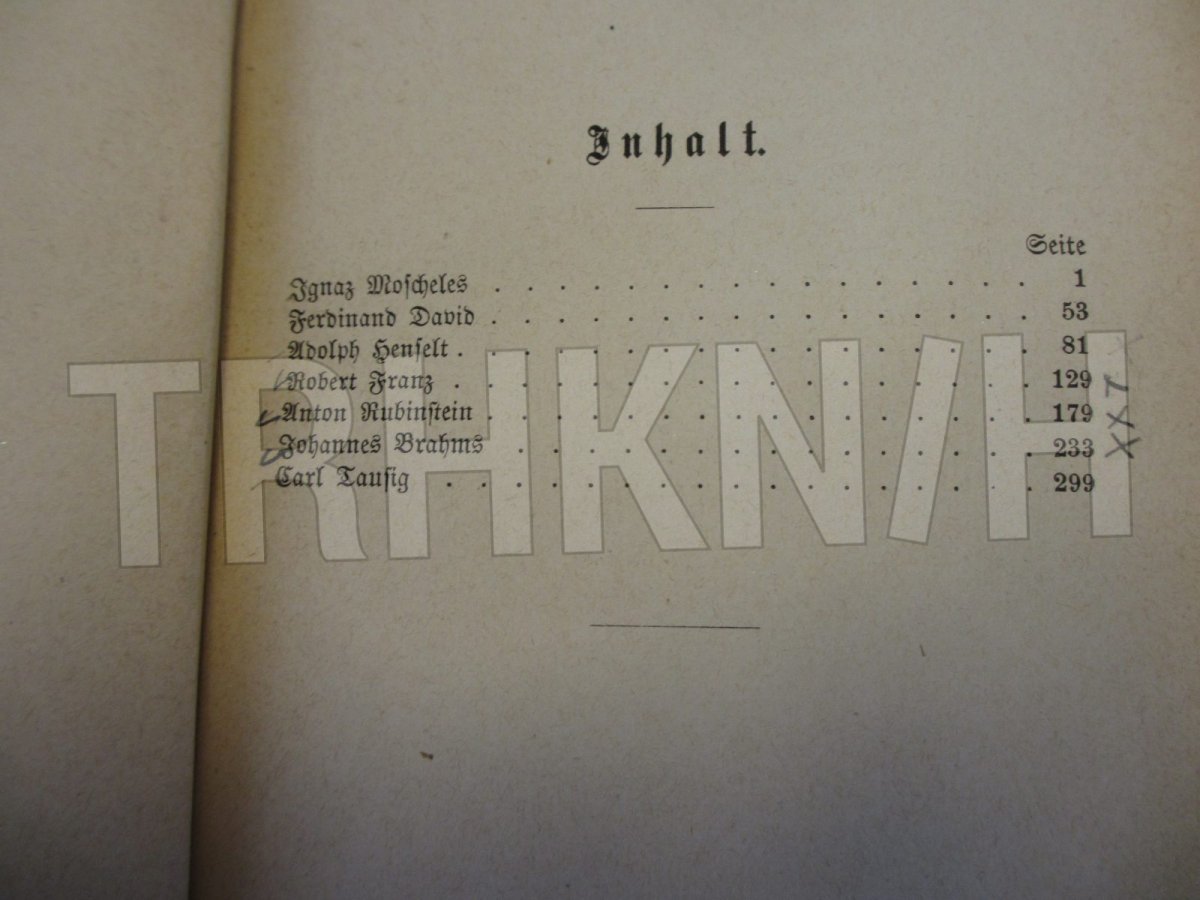 Inhalt.
Seite
Ignaz Moscheles . . . . . . . . . . . . . . . . . 1
Ferdinand David . . . . . . . . . . . . . . . . . 53
Adolph Henselt . . . . . . . . . . . . . . . . . 81
Robert Franz . . . . . . . . . . . . . . . . . 129
Anton Rubinstein . . . . . . . . . . . . . . . . 179
Johannes Brahms . . . . . . . . . . . . . . . 233
Carl Tausig . . . . . . . . . . . . . . . . . 299
TRHKN/H